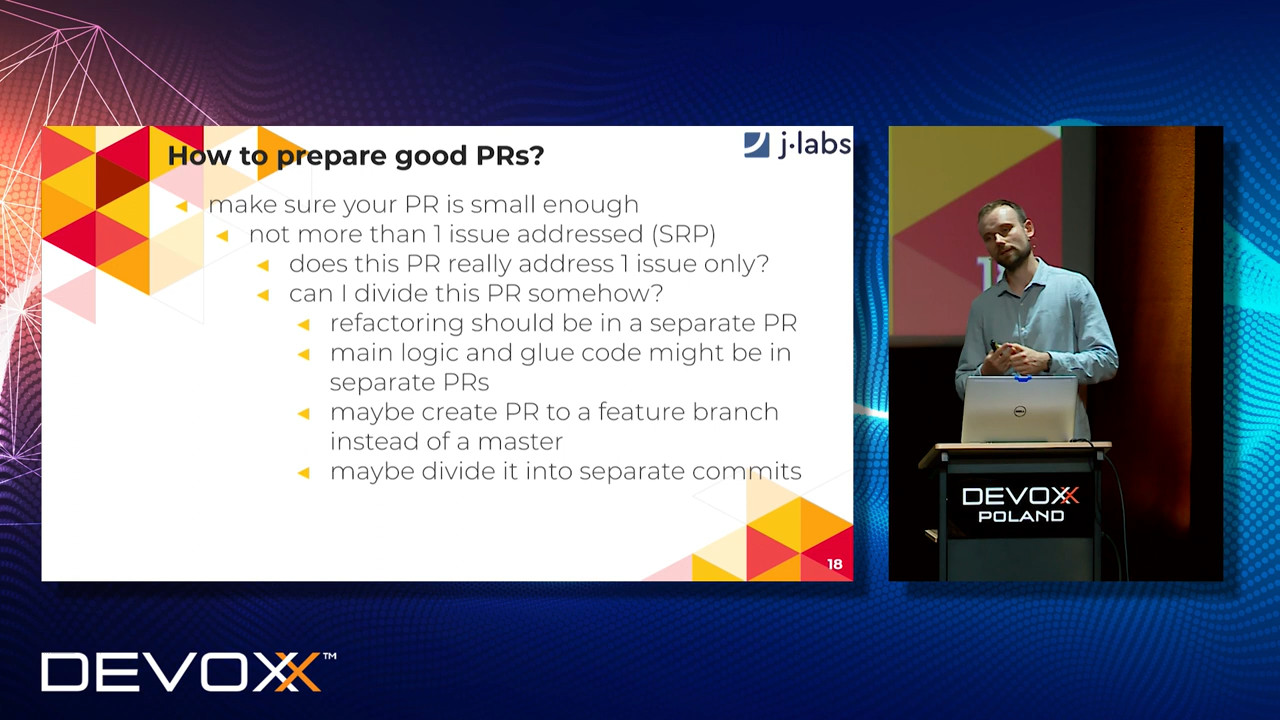 How to prepare good PRs?
j·labs
make sure your PR is small enough
not more than 1 issue addressed (SRP)
does this PR really address 1 issue only?
can I divide this PR somehow?
refactoring should be in a separate PR
main logic and glue code might be in
separate PRs
maybe create PR to a feature branch
instead of a master
maybe divide it into separate commits
18
DELL
DEVOXX
POLAND
DEVOXX™